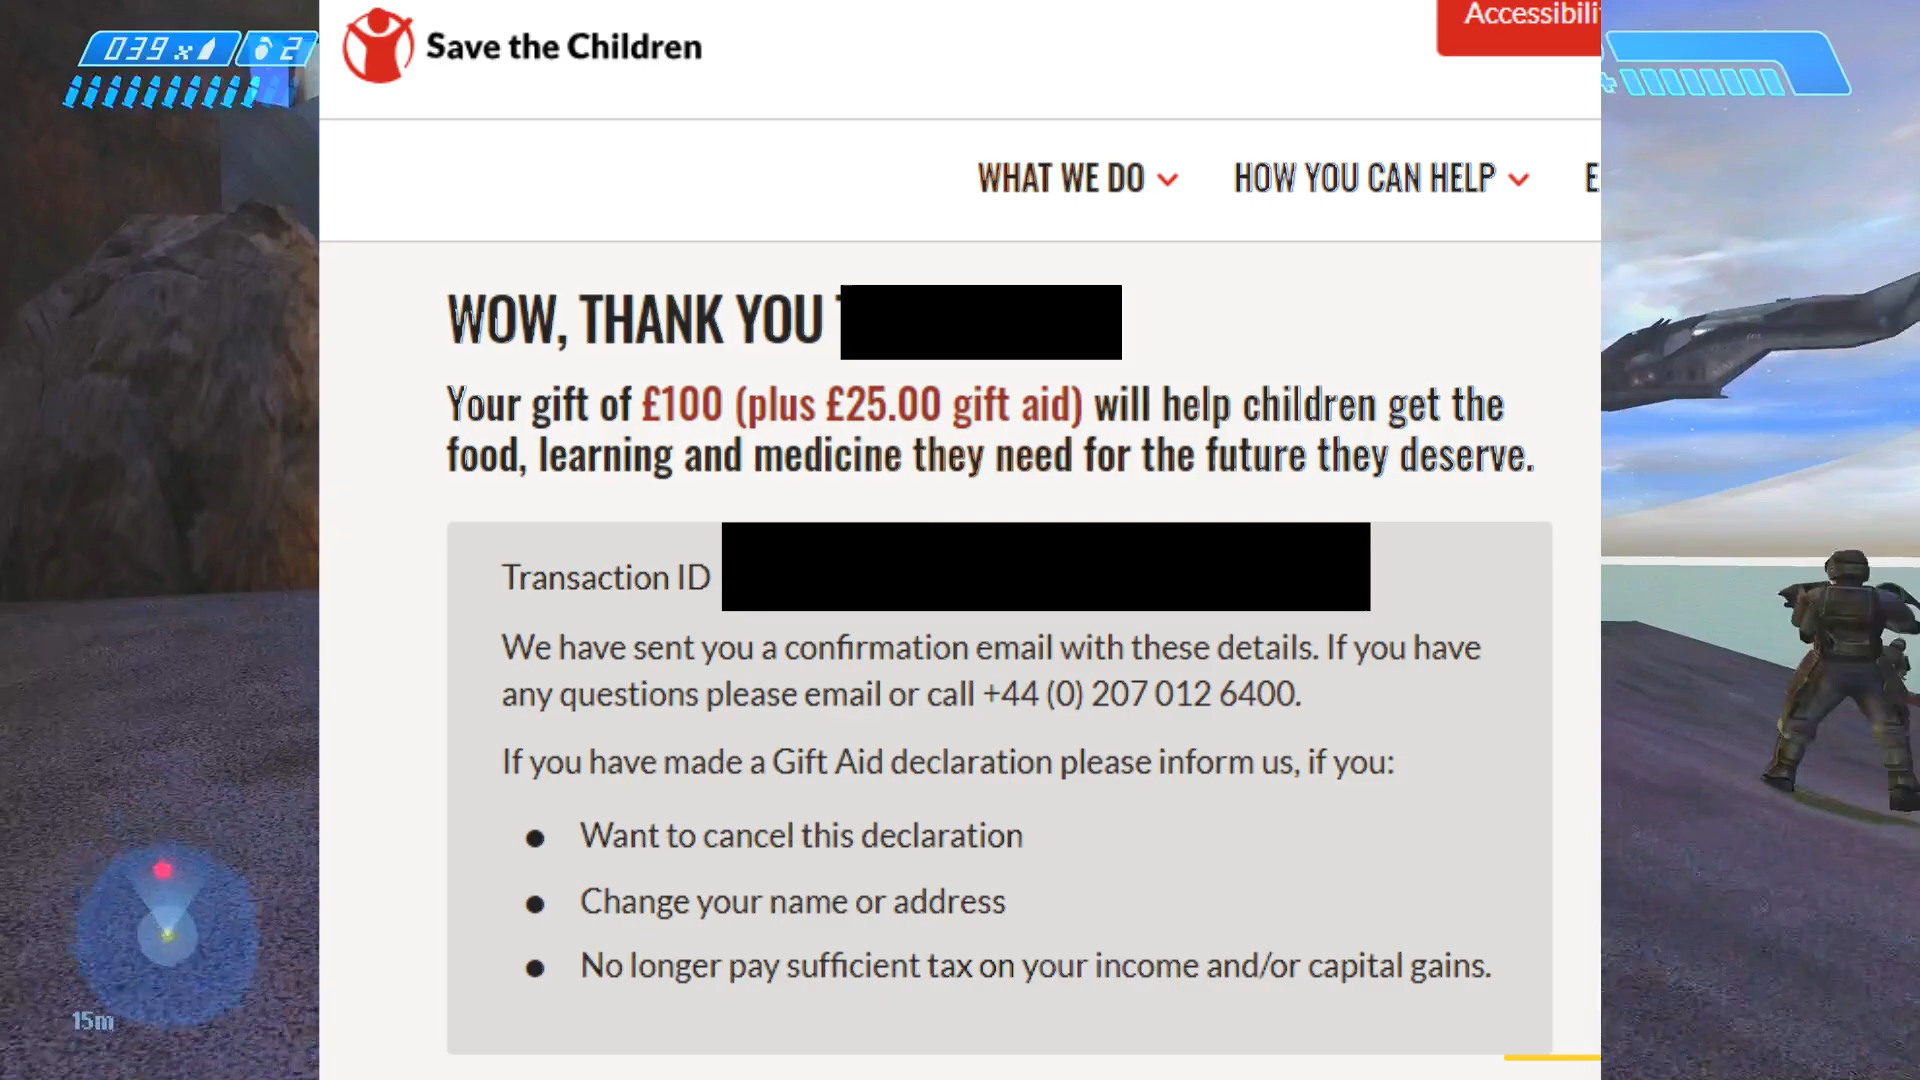 039 x
2
Save the Children
Accessibili
WHAT WE DO
HOW YOU CAN HELP
E
WOW, THANK YOU
Your gift of £100 (plus £25.00 gift aid) will help children get the
food, learning and medicine they need for the future they deserve.
Transaction ID
We have sent you a confirmation email with these details. If you have
any questions please email or call +44 (0) 207 012 6400.
If you have made a Gift Aid declaration please inform us, if you:
● Want to cancel this declaration
● Change your name or address
● No longer pay sufficient tax on your income and/or capital gains.
15m